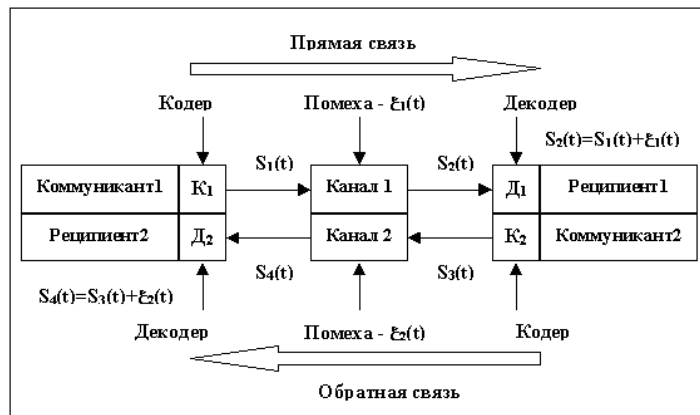 Прямая связь
Кодер Помеха - ξ₁(t) Декодер
S₂(t)=S₁(t)+ξ₁(t)
S₁(t) S₂(t)
Коммуникант1 К₁ Канал 1 Д₁ Реципиент1
Реципиент2 Д₂ Канал 2 К₂ Коммуникант2
S₄(t) S₃(t)
S₄(t)=S₃(t)+ξ₂(t)
Декодер Помеха - ξ₂(t) Кодер
Обратная связь